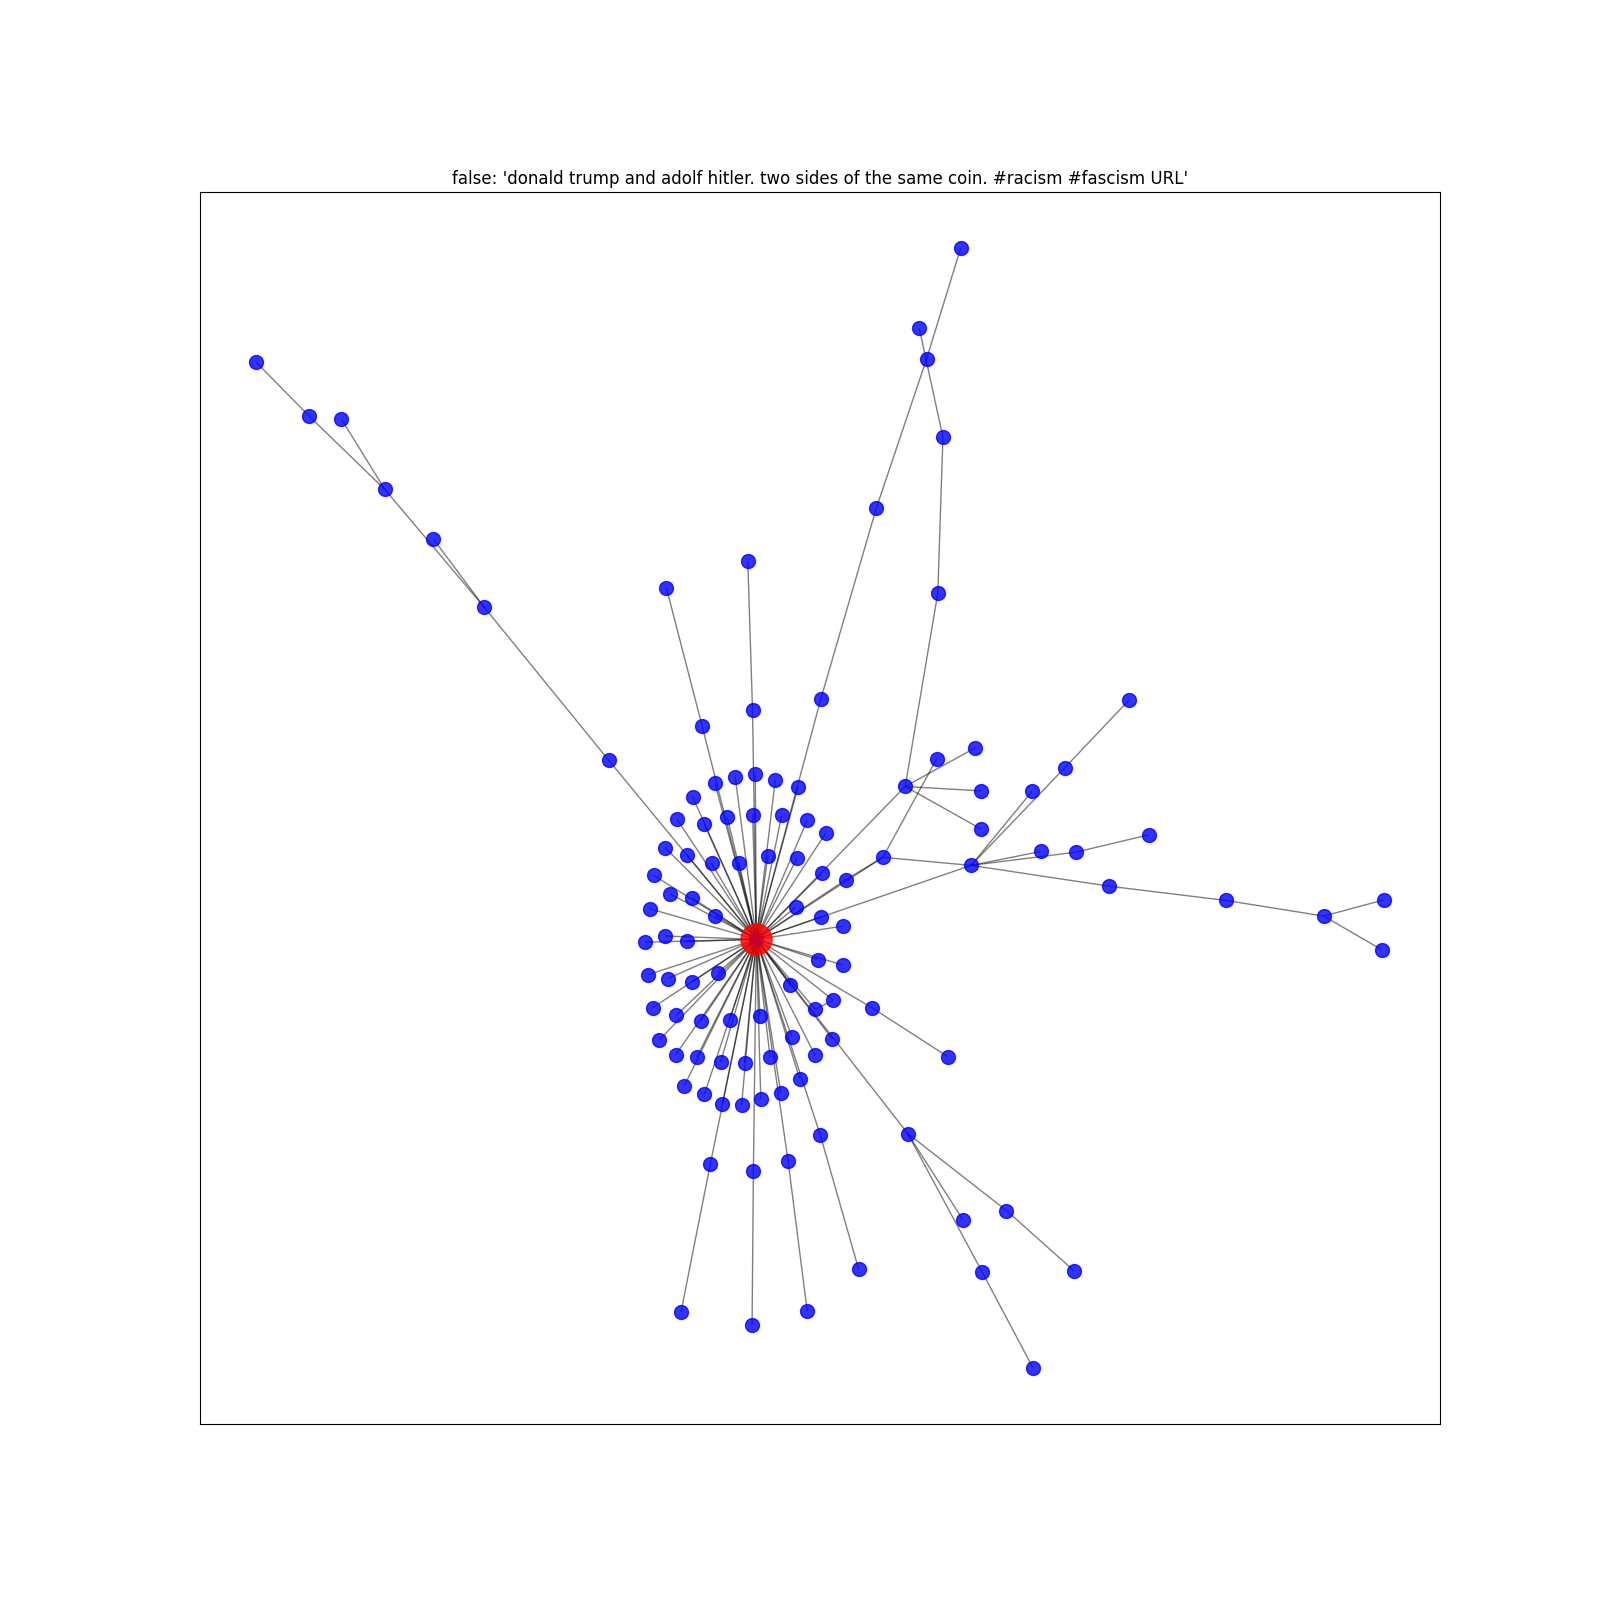 false: 'donald trump and adolf hitler. two sides of the same coin. #racism #fascism URL'